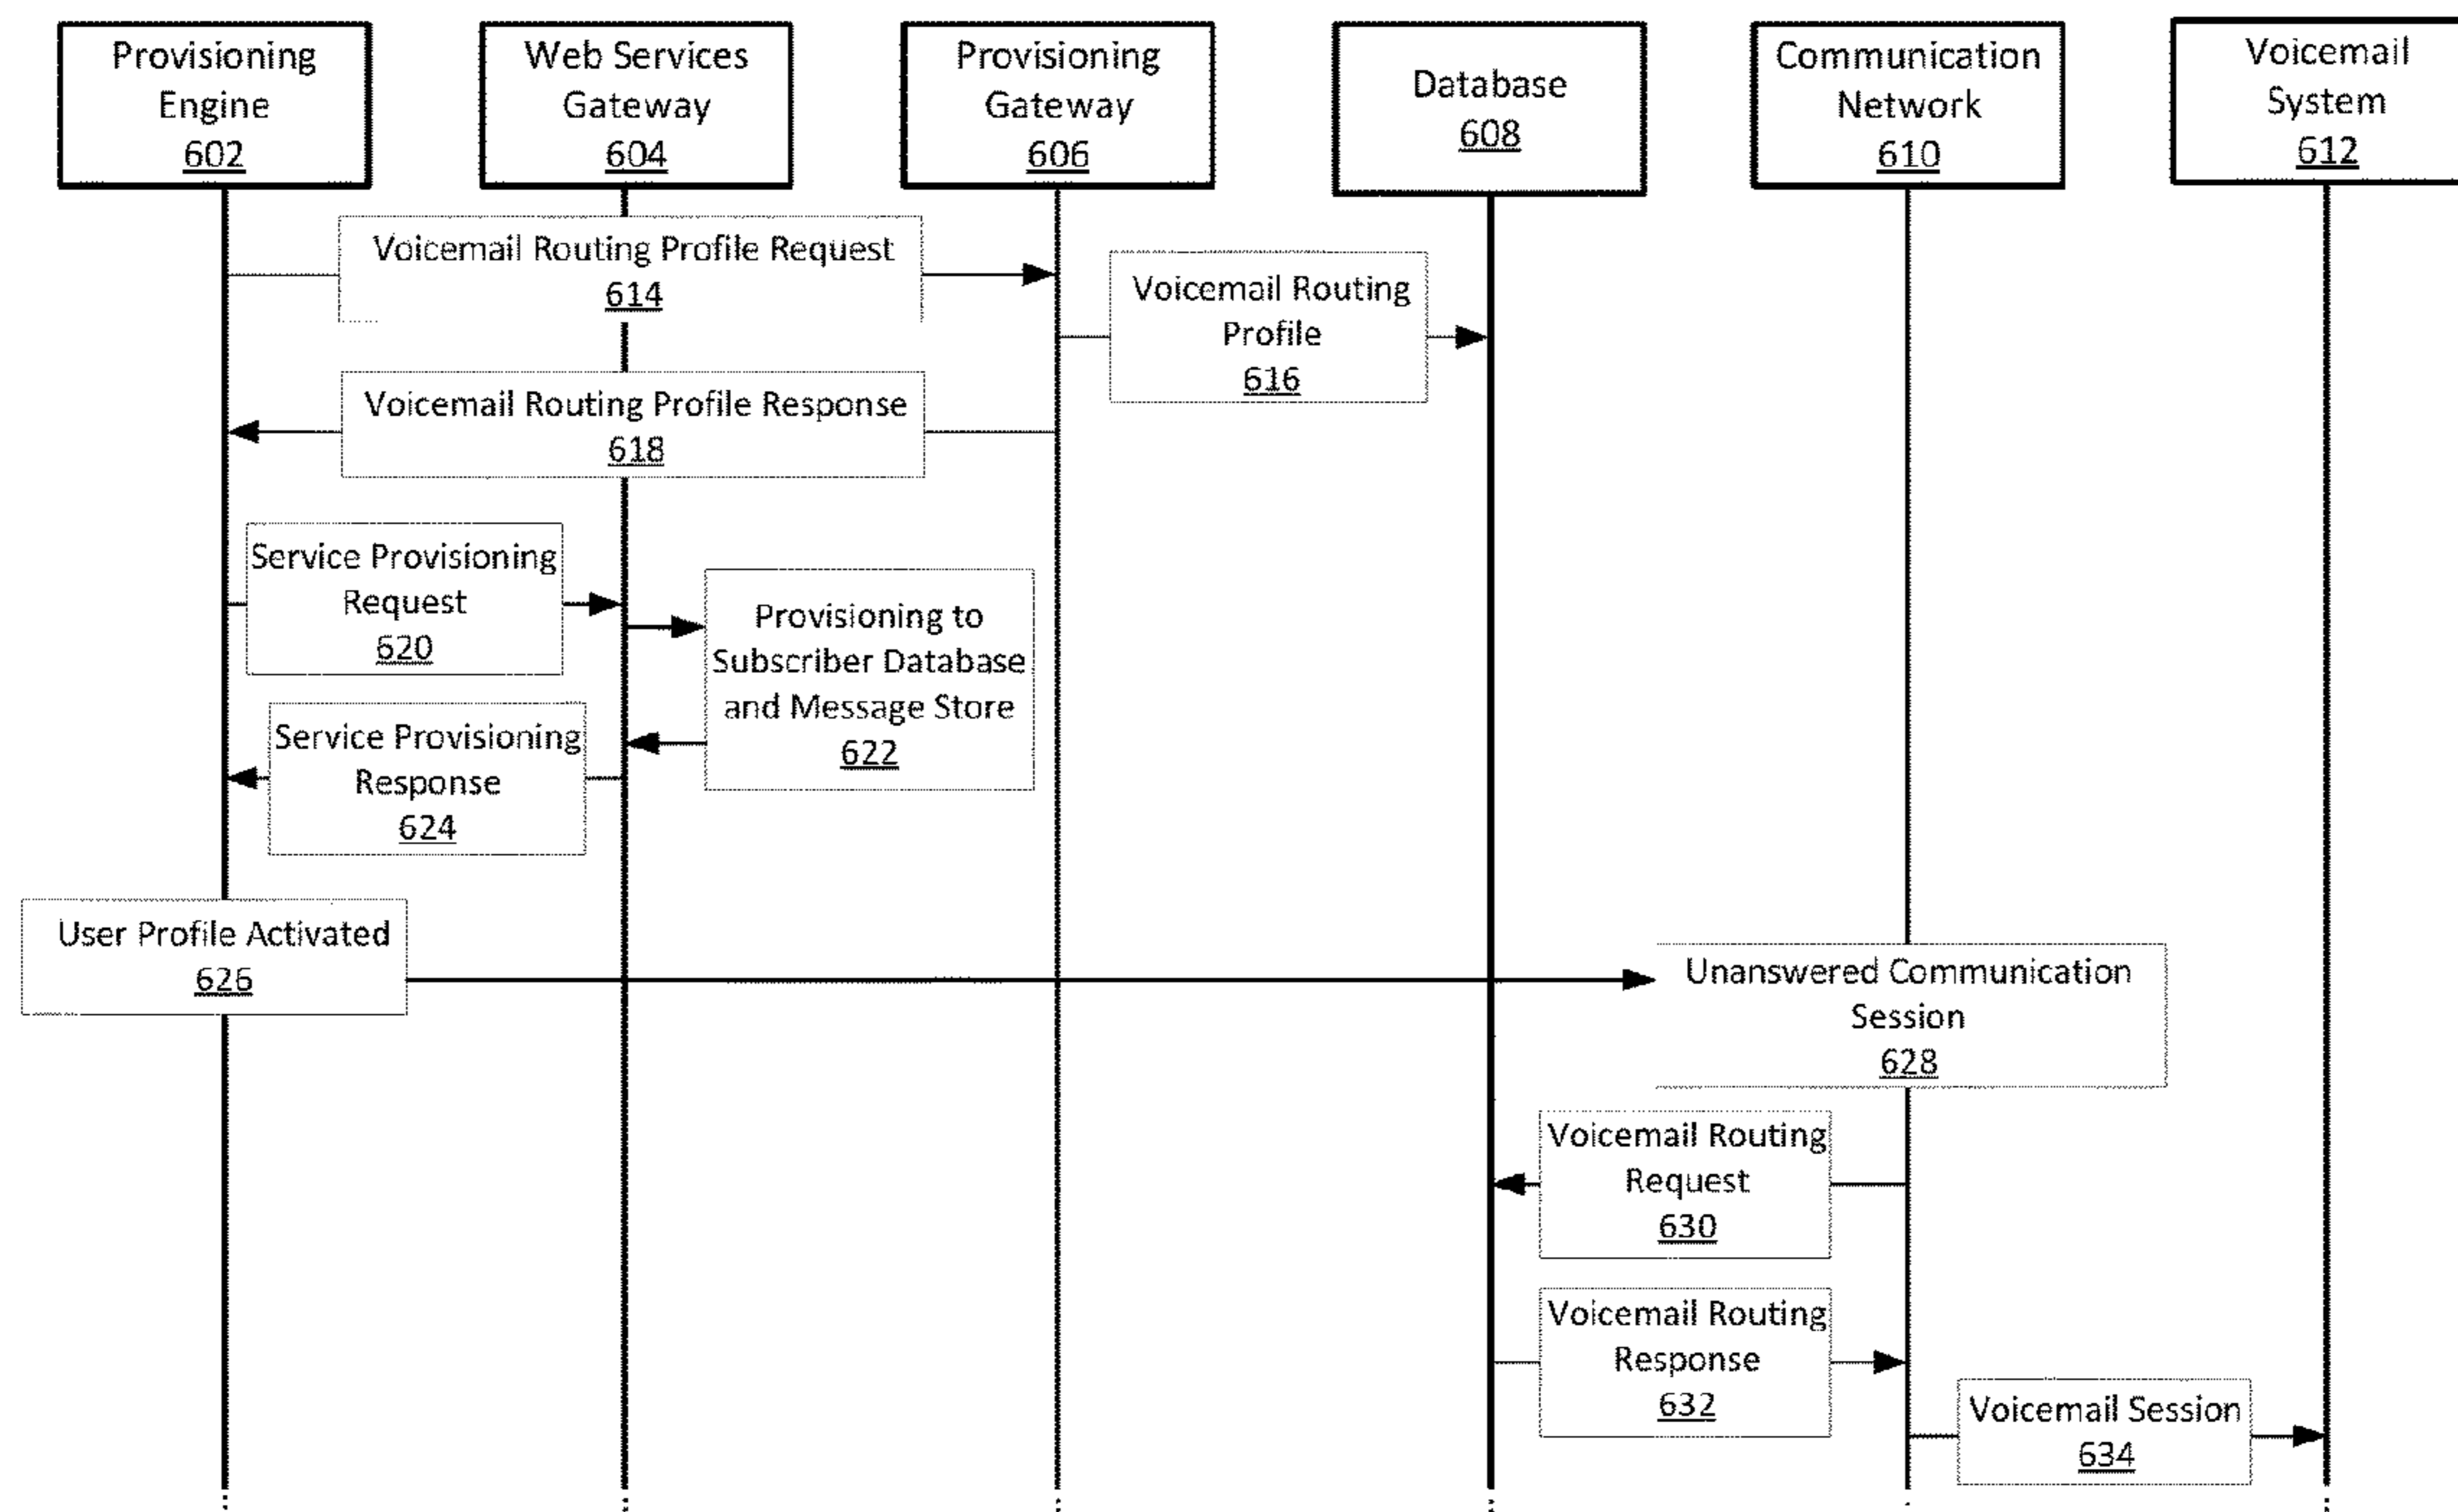 Provisioning
Engine
602
Web Services
Gateway
604
Provisioning
Gateway
606
Database
608
Communication
Network
610
Voicemail
System
612
Voicemail Routing Profile Request
614
Voicemail Routing
Profile
616
Voicemail Routing Profile Response
618
Service Provisioning
Request
620
Provisioning to
Subscriber Database
and Message Store
622
Service Provisioning
Response
624
User Profile Activated
626
Unanswered Communication
Session
628
Voicemail Routing
Request
630
Voicemail Routing
Response
632
Voicemail Session
634